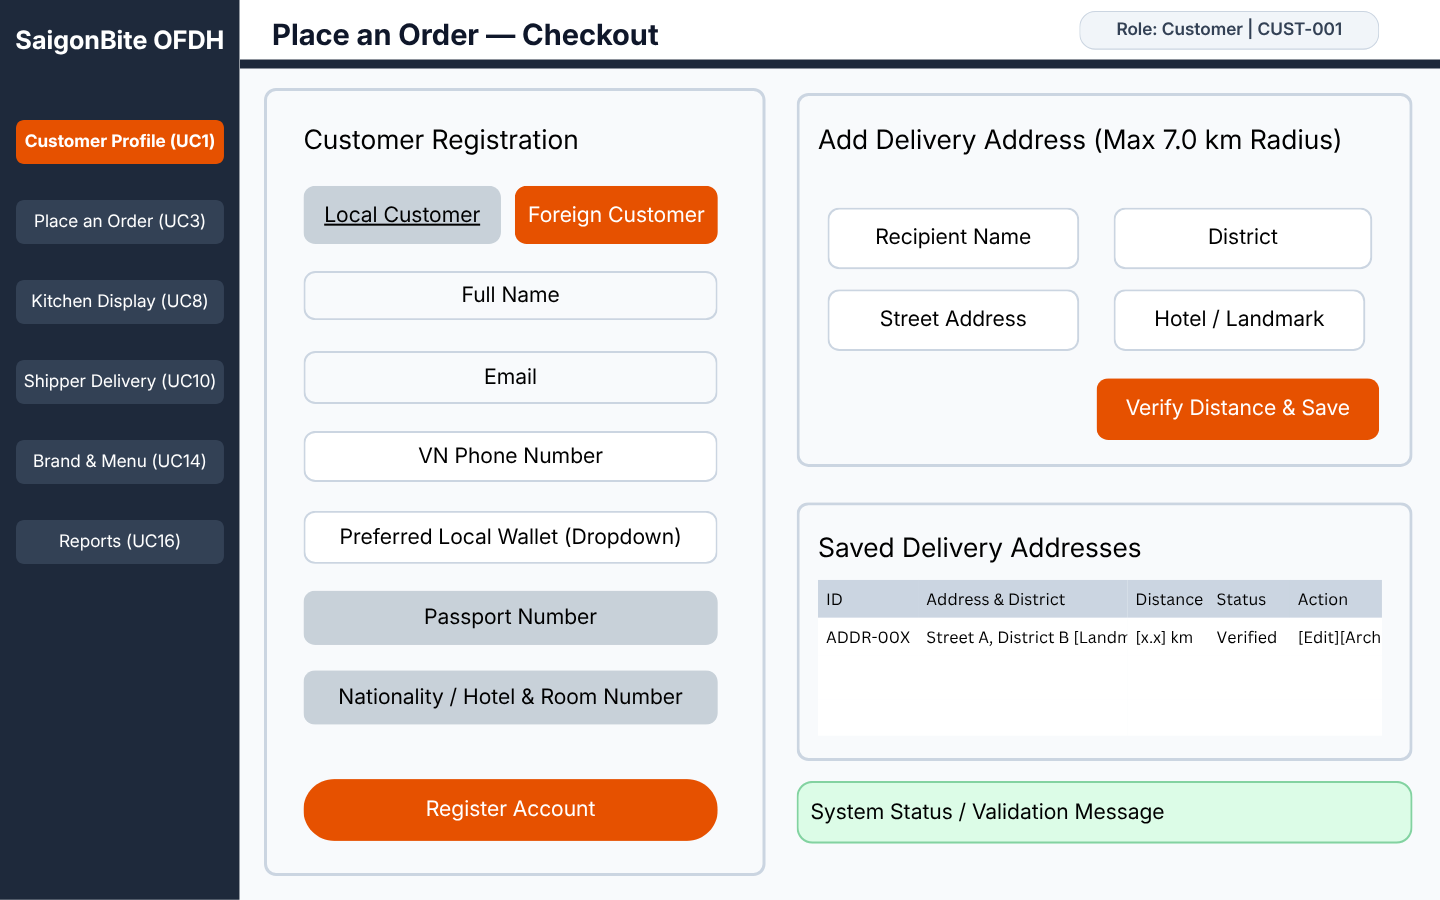 SaigonBite OFDH
Customer Profile (UC1)
Place an Order (UC3)
Kitchen Display (UC8)
Shipper Delivery (UC10)
Brand & Menu (UC14)
Reports (UC16)
Place an Order — Checkout
Role: Customer | CUST-001
Customer Registration
Local Customer Foreign Customer
Full Name
Email
VN Phone Number
Preferred Local Wallet (Dropdown)
Passport Number
Nationality / Hotel & Room Number
Register Account
Add Delivery Address (Max 7.0 km Radius)
Recipient Name District
Street Address Hotel / Landmark
Verify Distance & Save
Saved Delivery Addresses
ID Address & District Distance Status Action
ADDR-00X Street A, District B [Landm [x.x] km Verified [Edit][Arch
System Status / Validation Message